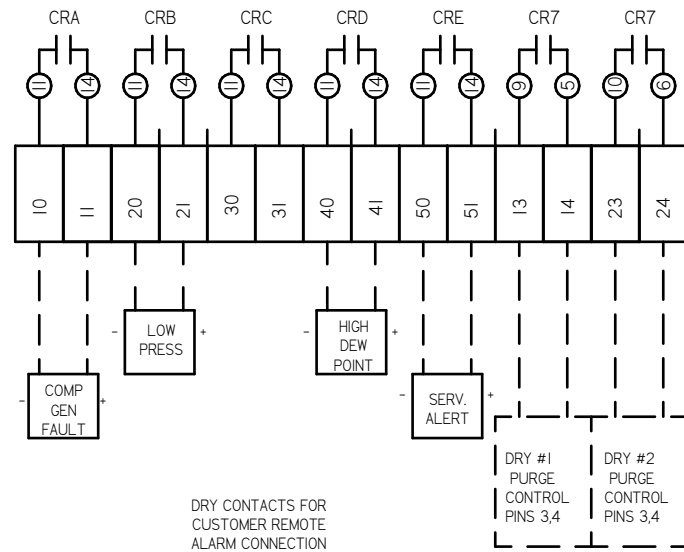 CRA CRB CRC CRD CRE CR7 CR7
11 14 11 14 11 14 11 14 11 14 9 5 10 6
10 11 20 21 30 31 40 41 50 51 13 14 23 24
- LOW PRESS +
- HIGH DEW POINT +
- COMP GEN FAULT +
- SERV. ALERT +
DRY #1
PURGE
CONTROL
PINS 3,4
DRY #2
PURGE
CONTROL
PINS 3,4
DRY CONTACTS FOR
CUSTOMER REMOTE
ALARM CONNECTION